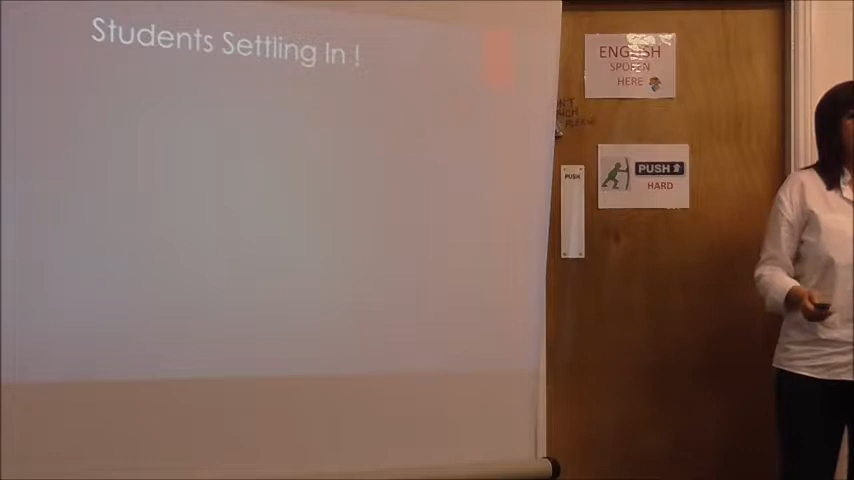 Students Settling In !
ENGLISH
SPOKEN
HERE
PUSH
PUSH
HARD